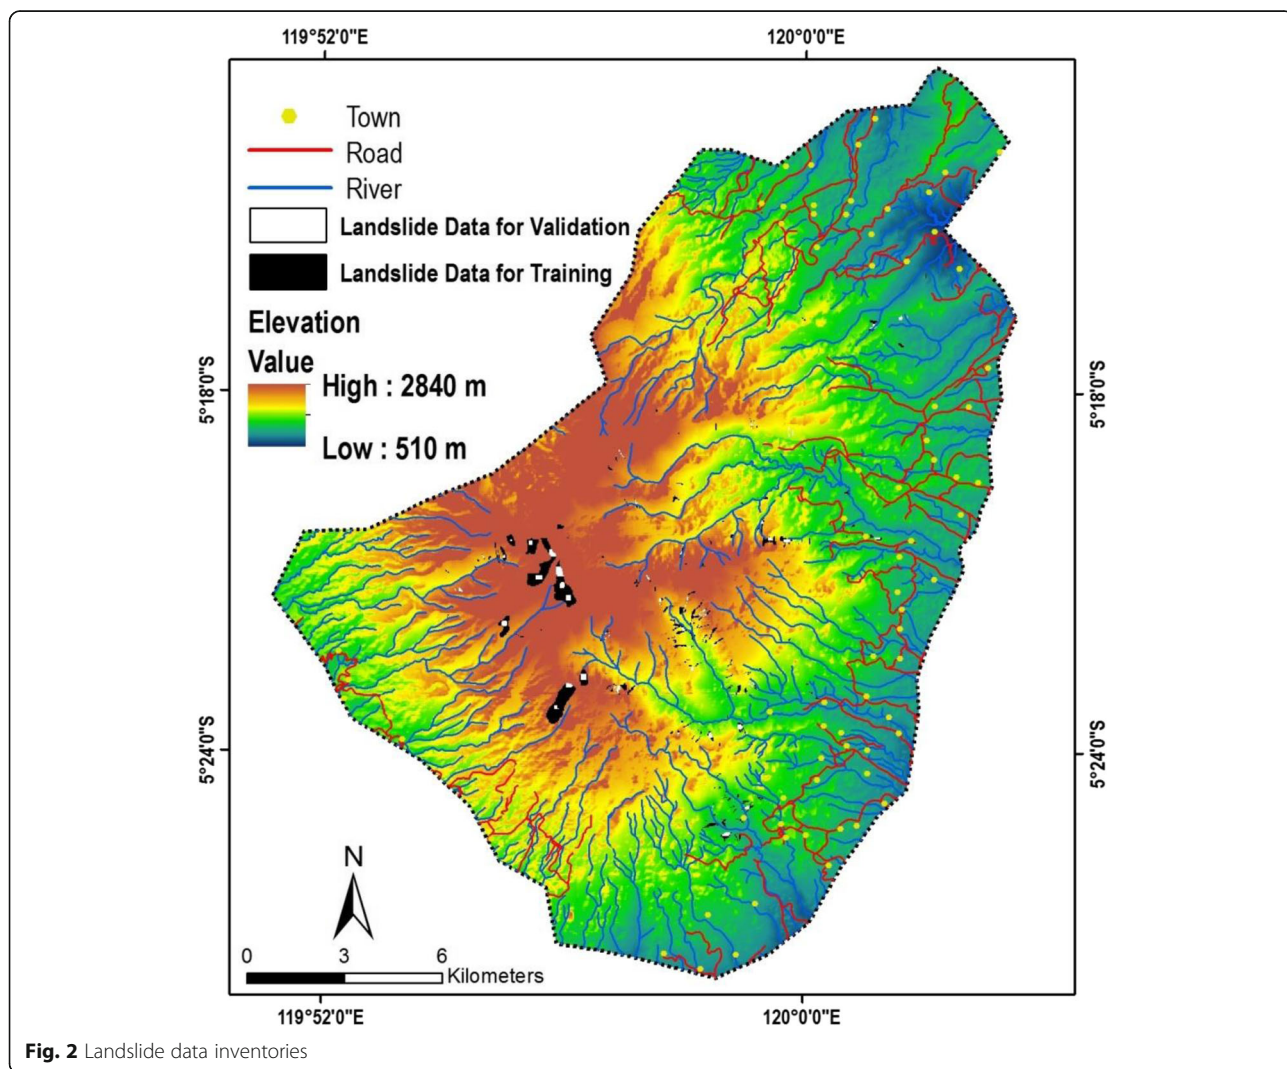 119°52'0"E 120°0'0"E
Town
Road
River
Landslide Data for Validation
Landslide Data for Training
Elevation
Value
High : 2840 m
Low : 510 m
5°18'0"S 5°18'0"S
5°24'0"S 5°24'0"S
N
0 3 6
Kilometers
119°52'0"E 120°0'0"E
Fig. 2 Landslide data inventories